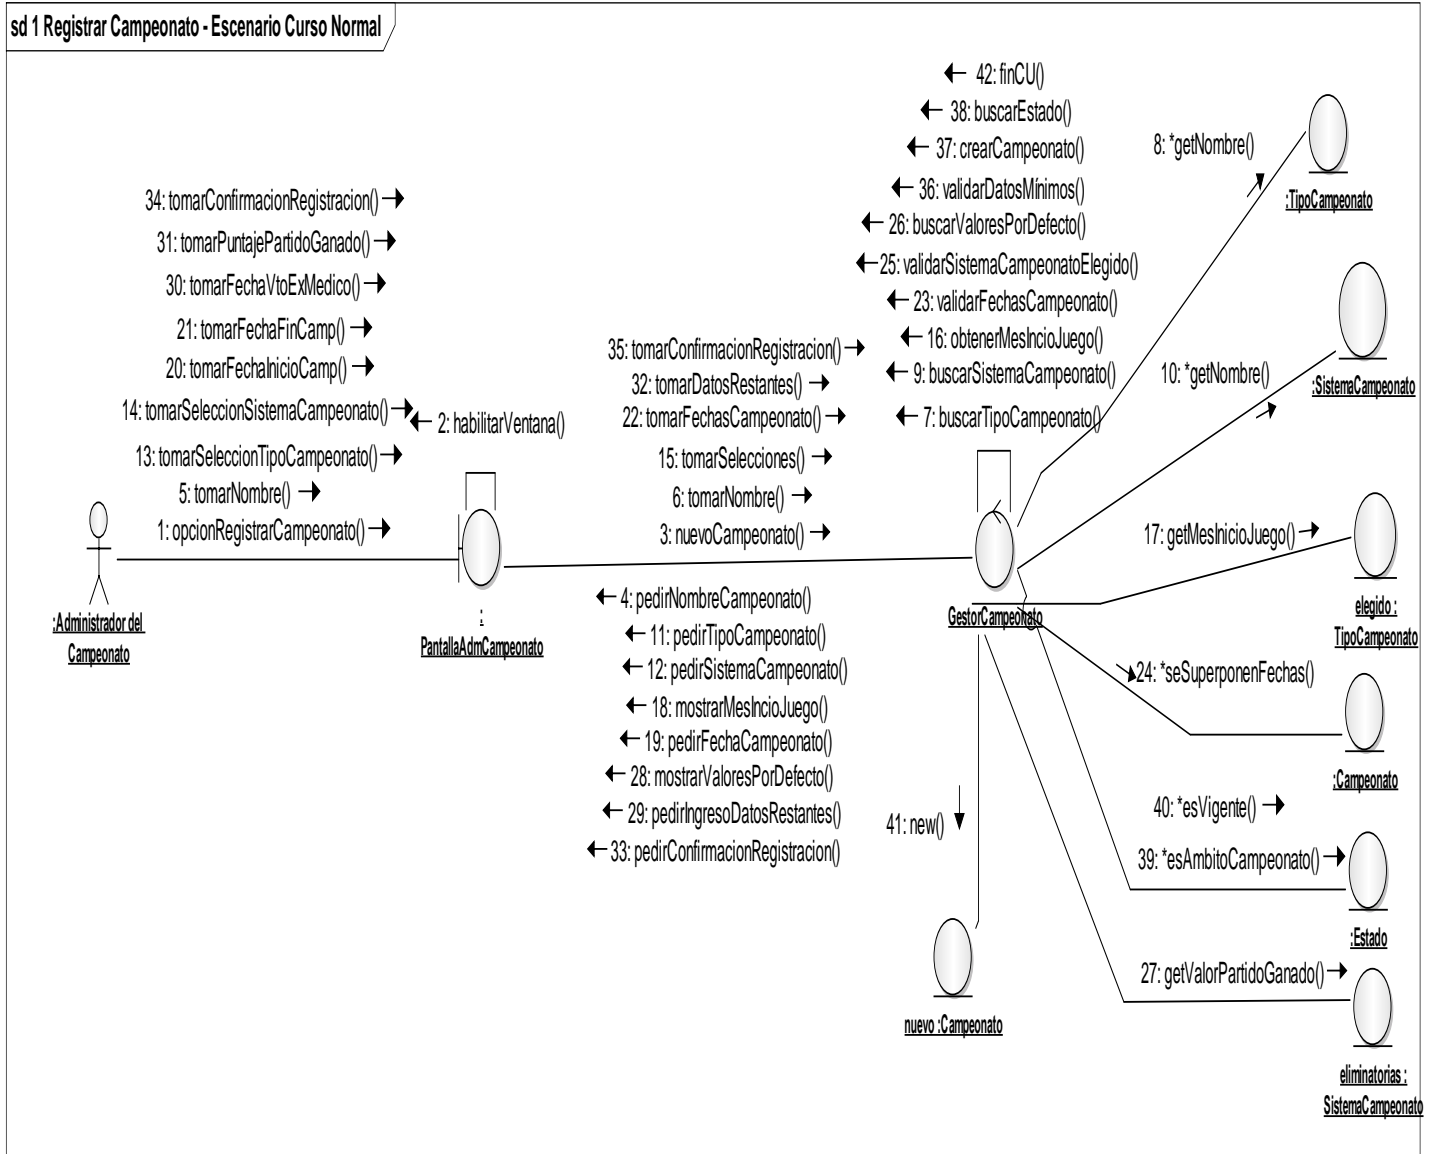 sd 1 Registrar Campeonato - Escenario Curso Normal
34: tomarConfirmacionRegistracion()
31: tomarPuntajePartidoGanado()
30: tomarFechaVtoExMedico()
21: tomarFechaFinCamp()
20: tomarFechaInicioCamp()
14: tomarSeleccionSistemaCampeonato()
13: tomarSeleccionTipoCampeonato()
5: tomarNombre()
1: opcionRegistrarCampeonato()
:Administrador del
Campeonato
2: habilitarVentana()
:
PantallaAdmCampeonato
35: tomarConfirmacionRegistracion()
32: tomarDatosRestantes()
22: tomarFechasCampeonato()
15: tomarSelecciones()
6: tomarNombre()
3: nuevoCampeonato()
4: pedirNombreCampeonato()
11: pedirTipoCampeonato()
12: pedirSistemaCampeonato()
18: mostrarMesIncioJuego()
19: pedirFechaCampeonato()
28: mostrarValoresPorDefecto()
29: pedirIngresoDatosRestantes()
33: pedirConfirmacionRegistracion()
42: finCU()
38: buscarEstado()
37: crearCampeonato()
36: validarDatosMínimos()
26: buscarValoresPorDefecto()
25: validarSistemaCampeonatoElegido()
23: validarFechasCampeonato()
16: obtenerMesIncioJuego()
9: buscarSistemaCampeonato()
7: buscarTipoCampeonato()
GestorCampeonato
8: *getNombre()
:TipoCampeonato
10: *getNombre()
:SistemaCampeonato
17: getMesInicioJuego()
elegido :
TipoCampeonato
24: *seSuperponenFechas()
:Campeonato
40: *esVigente()
39: *esAmbitoCampeonato()
:Estado
41: new()
nuevo :Campeonato
27: getValorPartidoGanado()
eliminatorias :
SistemaCampeonato